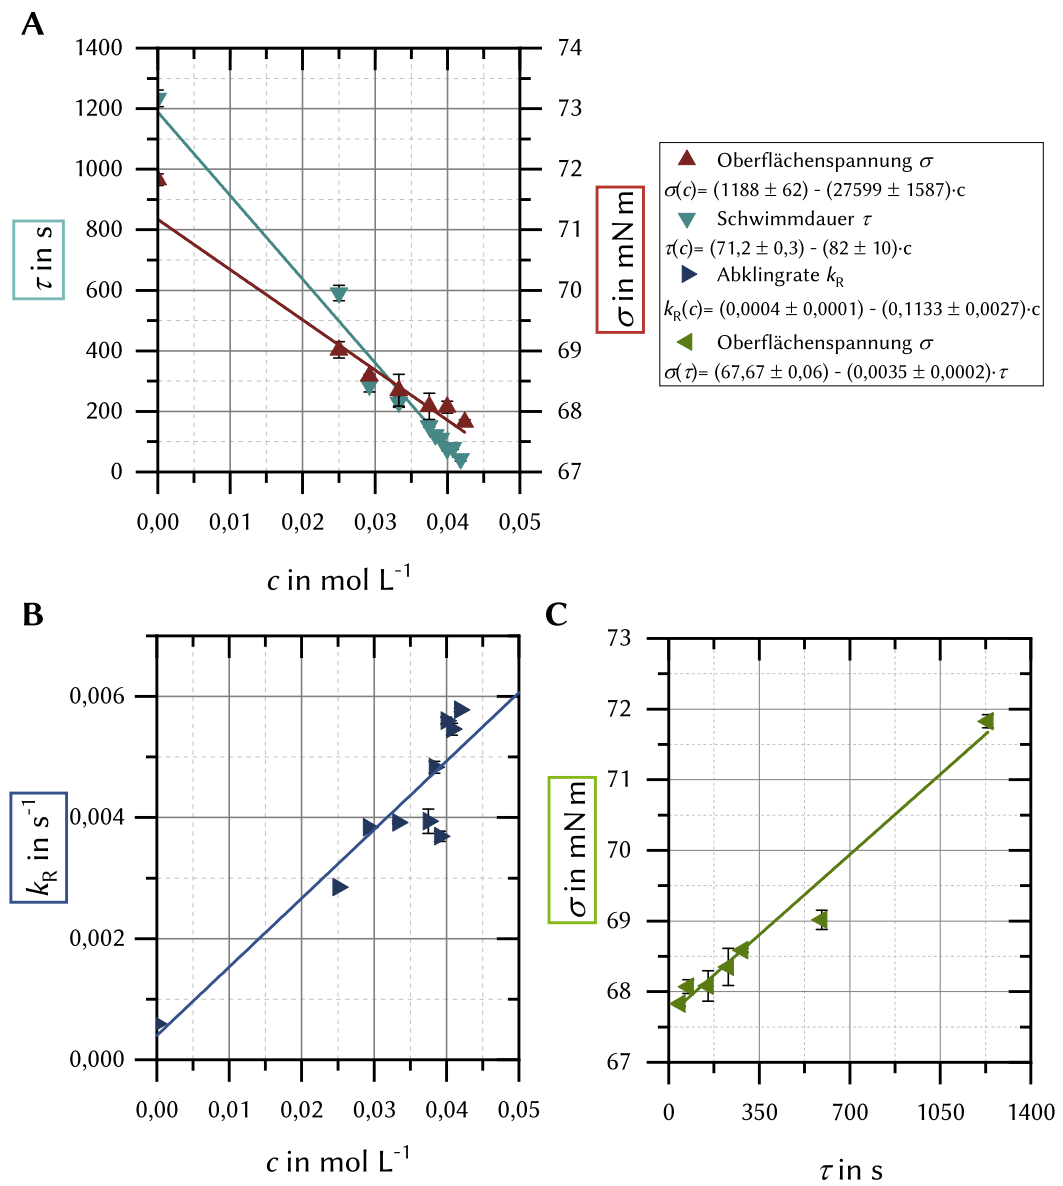 A
1400
1200
1000
800
600
400
200
0
τ in s
74
73
72
71
70
69
68
67
σ in mN m
0,00 0,01 0,02 0,03 0,04 0,05
c in mol L⁻¹
Oberflächenspannung σ
σ(c)= (1188 ± 62) - (27599 ± 1587)·c
Schwimmdauer τ
τ(c)= (71,2 ± 0,3) - (82 ± 10)·c
Abklingrate k_R
k_R(c)= (0,0004 ± 0,0001) - (0,1133 ± 0,0027)·c
Oberflächenspannung σ
σ(τ)= (67,67 ± 0,06) - (0,0035 ± 0,0002)·τ
B
0,006
0,004
0,002
0,000
k_R in s⁻¹
0,00 0,01 0,02 0,03 0,04 0,05
c in mol L⁻¹
C
73
72
71
70
69
68
67
σ in mN m
0 350 700 1050 1400
τ in s